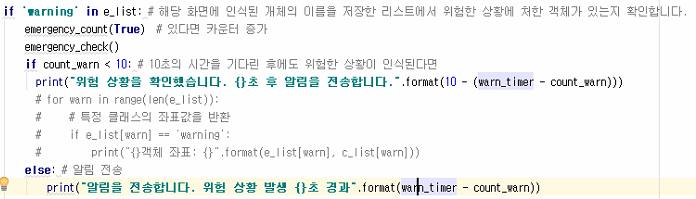 if 'warning' in e_list: # 해당 화면에 인식된 개체의 이름을 저장한 리스트에서 위험한 상황에 처한 객체가 있는지 확인합니다.
emergency_count(True) # 있다면 카운터 증가
emergency_check()
if count_warn < 10: # 10초의 시간을 기다린 후에도 위험한 상황이 인식된다면
print("위험 상황을 확인했습니다. {}초 후 알림을 전송합니다.".format(10 - (warn_timer - count_warn)))
# for warn in range(len(e_list)):
#     # 특정 클래스의 좌표값을 반환
#     if e_list[warn] == 'warning':
#         print("{}객체 좌표: {}".format(e_list[warn], c_list[warn]))
else: # 알림 전송
print("알림을 전송합니다. 위험 상황 발생 {}초 경과".format(warn_timer - count_warn))